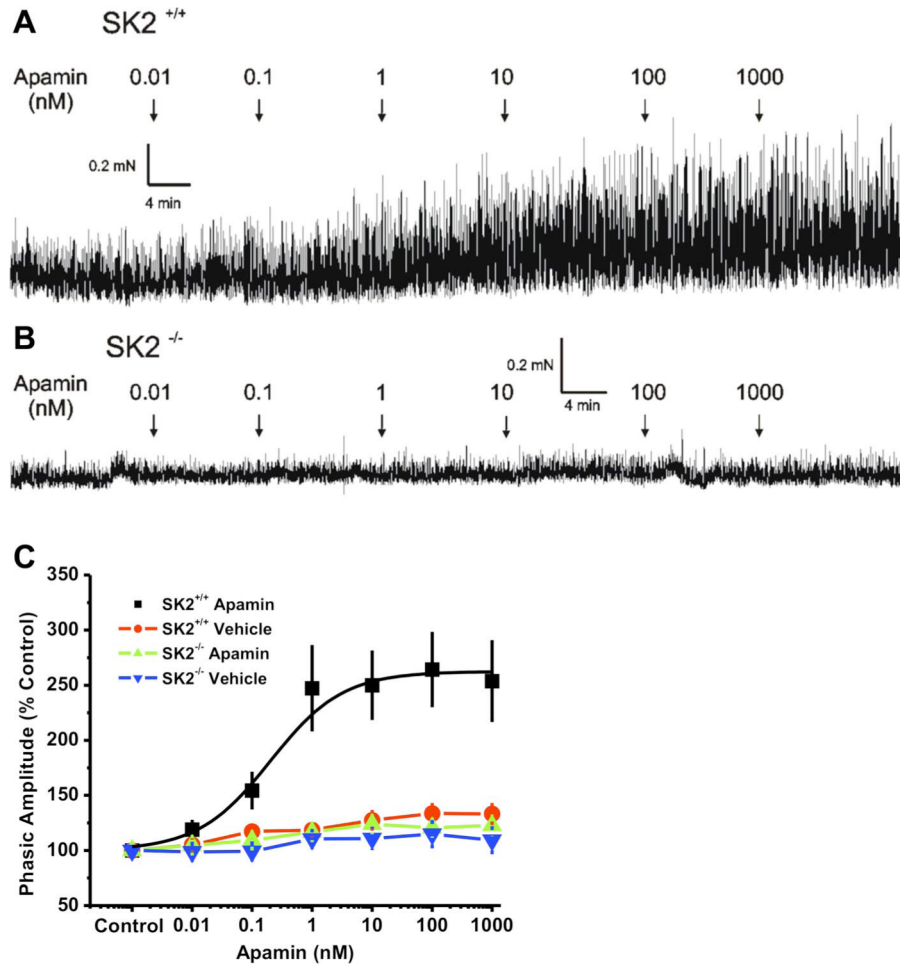 A SK2 +/+
Apamin (nM) 0.01 0.1 1 10 100 1000
0.2 mN
4 min
B SK2 -/-
0.2 mN
4 min
Apamin (nM) 0.01 0.1 1 10 100 1000
C
350
300
250
200
150
100
50
Phasic Amplitude (% Control)
SK2+/+ Apamin
SK2+/+ Vehicle
SK2-/- Apamin
SK2-/- Vehicle
Control 0.01 0.1 1 10 100 1000
Apamin (nM)